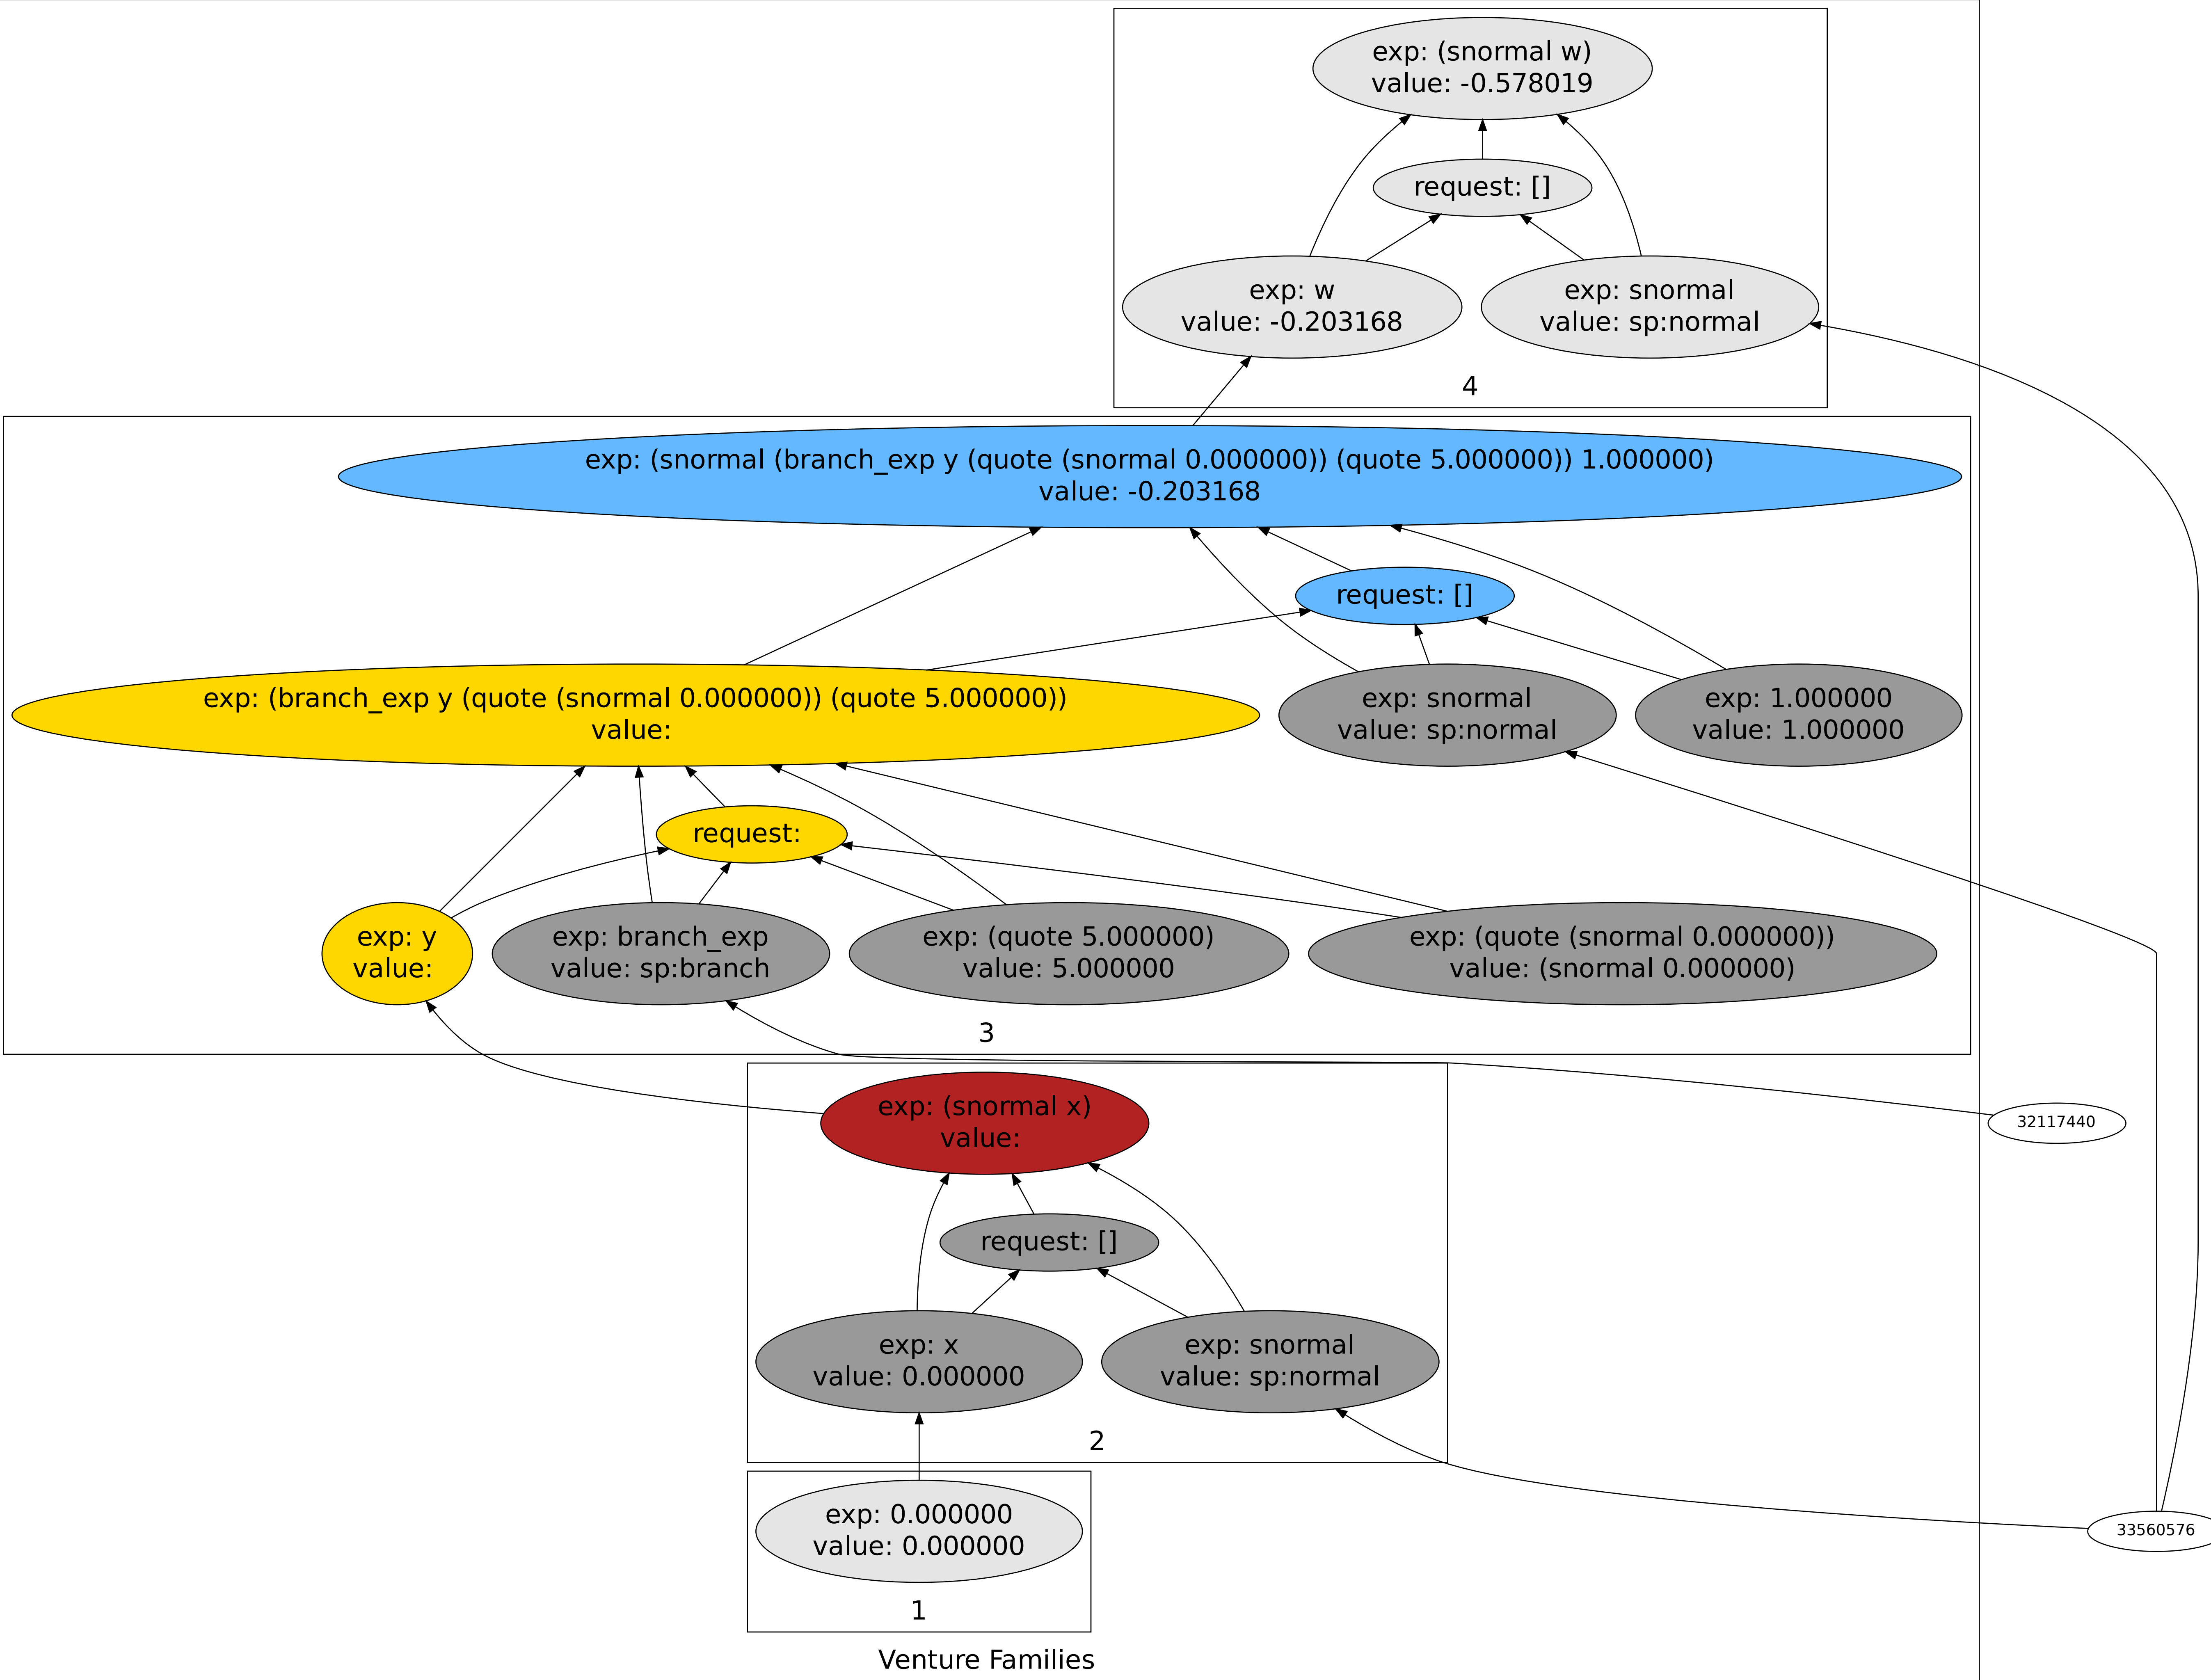 exp: (snormal w)
value: -0.578019
request: []
exp: w
value: -0.203168
exp: snormal
value: sp:normal
4
exp: (snormal (branch_exp y (quote (snormal 0.000000)) (quote 5.000000)) 1.000000)
value: -0.203168
request: []
exp: (branch_exp y (quote (snormal 0.000000)) (quote 5.000000))
value:
exp: snormal
value: sp:normal
exp: 1.000000
value: 1.000000
request:
exp: y
value:
exp: branch_exp
value: sp:branch
exp: (quote 5.000000)
value: 5.000000
exp: (quote (snormal 0.000000))
value: (snormal 0.000000)
3
exp: (snormal x)
value:
32117440
request: []
exp: x
value: 0.000000
exp: snormal
value: sp:normal
2
exp: 0.000000
value: 0.000000
33560576
1
Venture Families